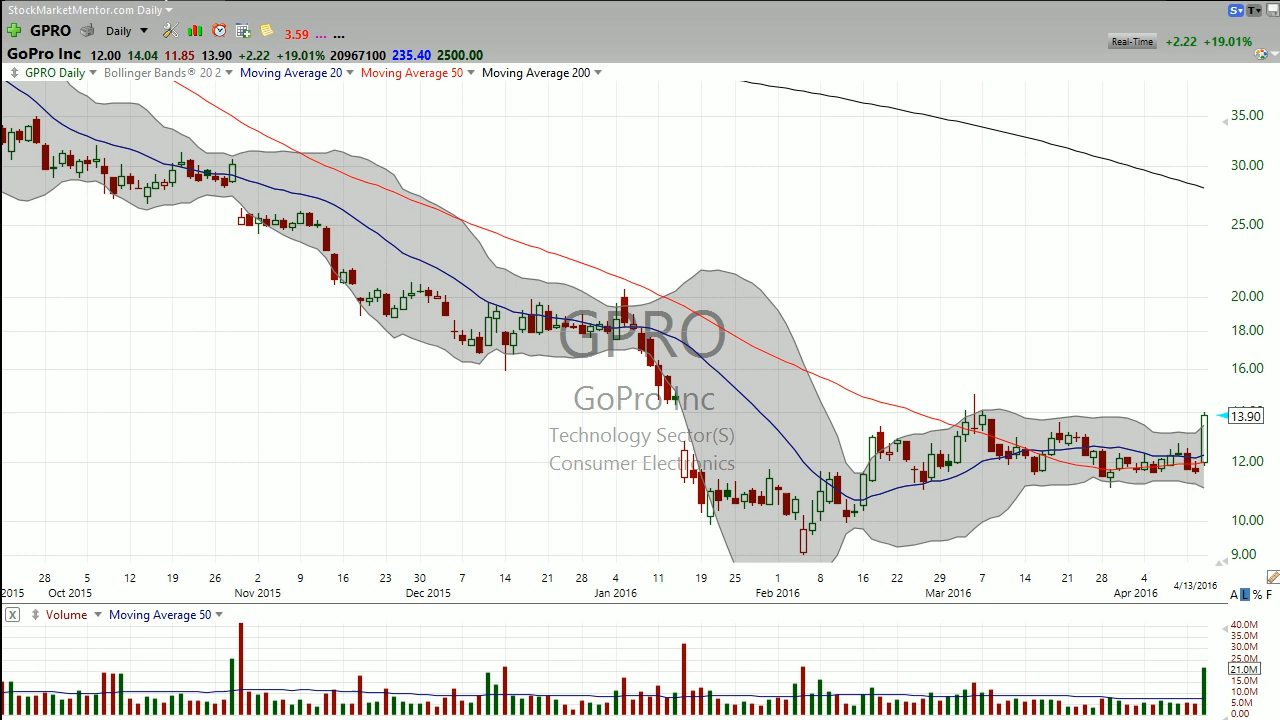 StockMarketMentor.com Daily
S T
GPRO Daily 3.59 ... ...
GoPro Inc 12.00 14.04 11.85 13.90 +2.22 +19.01% 20967100 235.40 2500.00
Real-Time +2.22 +19.01%
GPRO Daily Bollinger Bands® 20 2 Moving Average 20 Moving Average 50 Moving Average 200
35.00
30.00
25.00
20.00
18.00
16.00
13.90
12.00
10.00
9.00
GPRO
GoPro Inc
Technology Sector(S)
Consumer Electronics
28 5 12 19 26 2 9 16 23 30 7 14 21 28 4 11 19 25 1 8 16 22 29 7 14 21 28 4 4/13/2016
2015 Oct 2015 Nov 2015 Dec 2015 Jan 2016 Feb 2016 Mar 2016 Apr 2016 A L % F
X Volume Moving Average 50
40.0M
35.0M
30.0M
25.0M
21.0M
15.0M
10.0M
5.0M
0.00